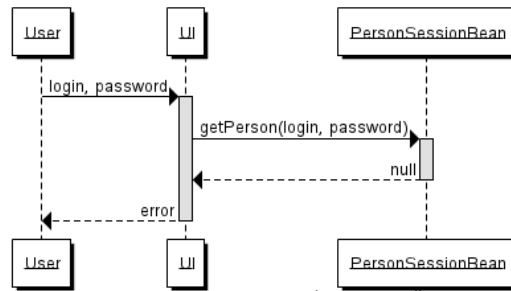 User
UI
PersonSessionBean
login, password
getPerson(login, password)
null
error
User
UI
PersonSessionBean